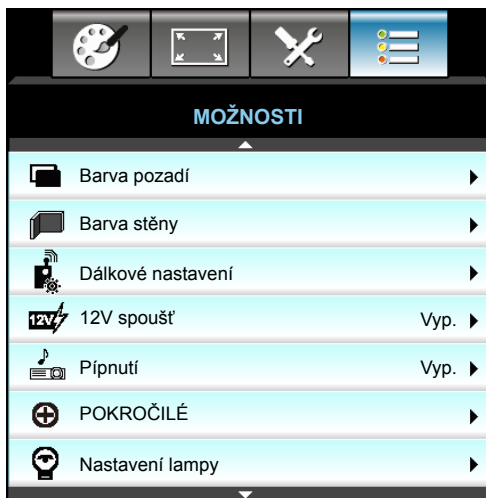 MOŽNOSTI
Barva pozadí
Barva stěny
Dálkové nastavení
12V 12V spoušť Vyp.
Pípnutí Vyp.
POKROČILÉ
Nastavení lampy